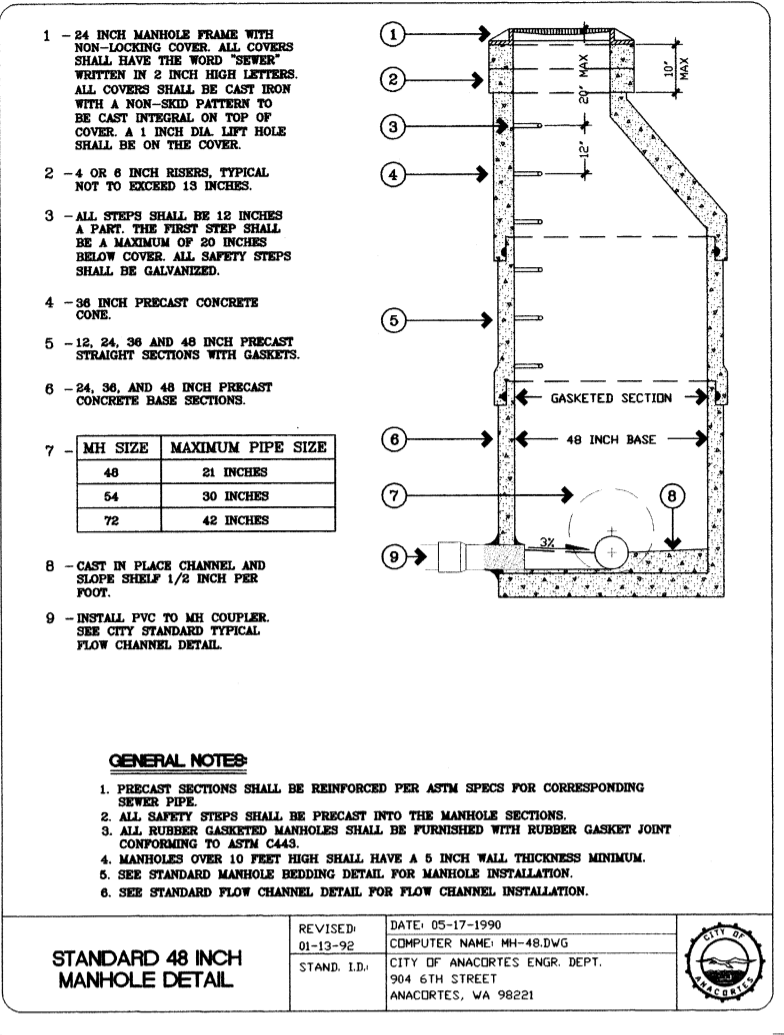 1 - 24 INCH MANHOLE FRAME WITH
NON-LOCKING COVER. ALL COVERS
SHALL HAVE THE WORD "SEWER"
WRITTEN IN 2 INCH HIGH LETTERS.
ALL COVERS SHALL BE CAST IRON
WITH A NON-SKID PATTERN TO
BE CAST INTEGRAL ON TOP OF
COVER. A 1 INCH DIA. LIFT HOLE
SHALL BE ON THE COVER.
2 - 4 OR 6 INCH RISERS, TYPICAL
NOT TO EXCEED 13 INCHES.
3 - ALL STEPS SHALL BE 12 INCHES
A PART. THE FIRST STEP SHALL
BE A MAXIMUM OF 20 INCHES
BELOW COVER. ALL SAFETY STEPS
SHALL BE GALVANIZED.
4 - 36 INCH PRECAST CONCRETE
CONE.
5 - 12, 24, 36 AND 48 INCH PRECAST
STRAIGHT SECTIONS WITH GASKETS.
6 - 24, 36, AND 48 INCH PRECAST
CONCRETE BASE SECTIONS.
7 - MH SIZE MAXIMUM PIPE SIZE
48 21 INCHES
54 30 INCHES
72 42 INCHES
8 - CAST IN PLACE CHANNEL AND
SLOPE SHELF 1/2 INCH PER
FOOT.
9 - INSTALL PVC TO MH COUPLER.
SEE CITY STANDARD TYPICAL
FLOW CHANNEL DETAIL.
1
2
3
4
5
6
7
8
9
20" MAX
10" MAX
12"
GASKETED SECTION
48 INCH BASE
3%
GENERAL NOTES:
1. PRECAST SECTIONS SHALL BE REINFORCED PER ASTM SPECS FOR CORRESPONDING
SEWER PIPE.
2. ALL SAFETY STEPS SHALL BE PRECAST INTO THE MANHOLE SECTIONS.
3. ALL RUBBER GASKETED MANHOLES SHALL BE FURNISHED WITH RUBBER GASKET JOINT
CONFORMING TO ASTM C443.
4. MANHOLES OVER 10 FEET HIGH SHALL HAVE A 5 INCH WALL THICKNESS MINIMUM.
5. SEE STANDARD MANHOLE BEDDING DETAIL FOR MANHOLE INSTALLATION.
6. SEE STANDARD FLOW CHANNEL DETAIL FOR FLOW CHANNEL INSTALLATION.
STANDARD 48 INCH
MANHOLE DETAIL
REVISED:
01-13-92
STAND. I.D.:
DATE: 05-17-1990
COMPUTER NAME: MH-48.DWG
CITY OF ANACORTES ENGR. DEPT.
904 6TH STREET
ANACORTES, WA 98221
CITY OF
ANACORTES